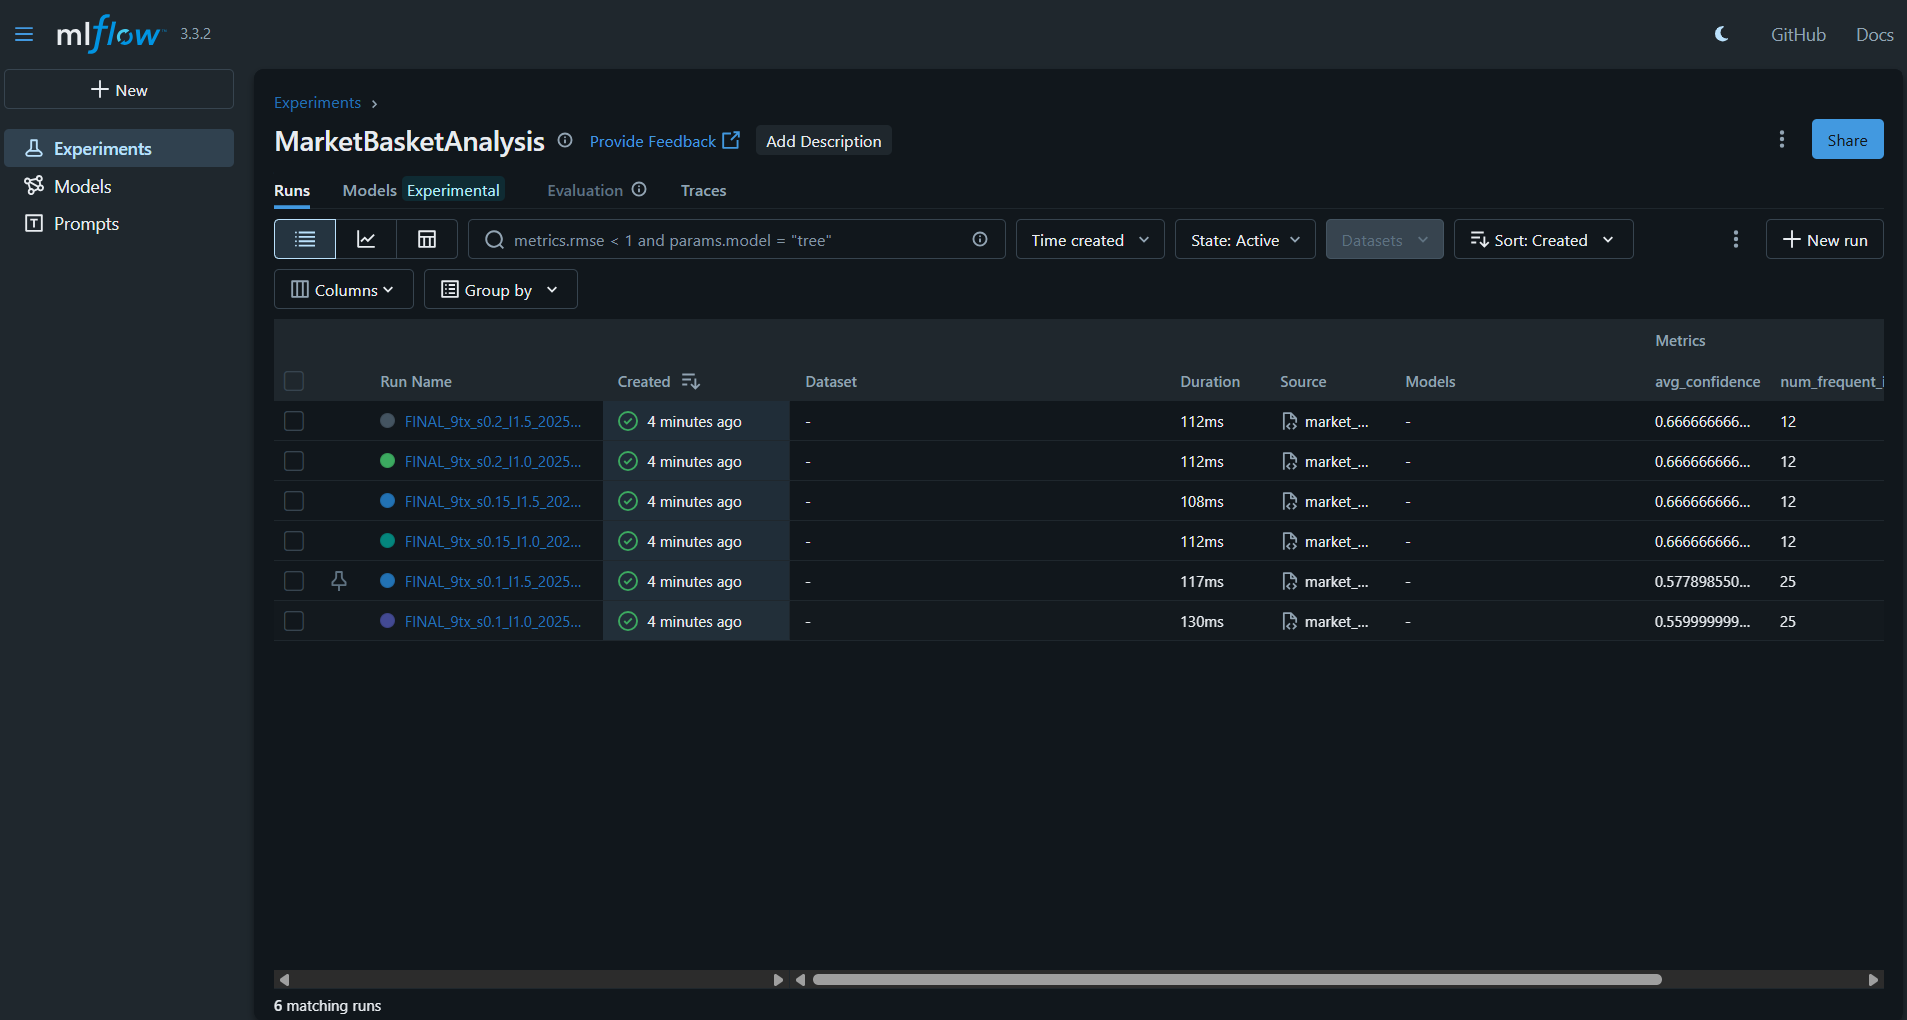 mlflow 3.3.2
GitHub Docs
New
Experiments
Models
Prompts
Experiments
MarketBasketAnalysis Provide Feedback Add Description
Share
Runs Models Experimental Evaluation Traces
metrics.rmse < 1 and params.model = "tree" Time created State: Active Datasets Sort: Created New run
Columns Group by
Metrics
Run Name Created Dataset Duration Source Models avg_confidence num_frequent_i
FINAL_9tx_s0.2_l1.5_2025... 4 minutes ago - 112ms market_... - 0.666666666... 12
FINAL_9tx_s0.2_l1.0_2025... 4 minutes ago - 112ms market_... - 0.666666666... 12
FINAL_9tx_s0.15_l1.5_202... 4 minutes ago - 108ms market_... - 0.666666666... 12
FINAL_9tx_s0.15_l1.0_202... 4 minutes ago - 112ms market_... - 0.666666666... 12
FINAL_9tx_s0.1_l1.5_2025... 4 minutes ago - 117ms market_... - 0.577898550... 25
FINAL_9tx_s0.1_l1.0_2025... 4 minutes ago - 130ms market_... - 0.559999999... 25
6 matching runs